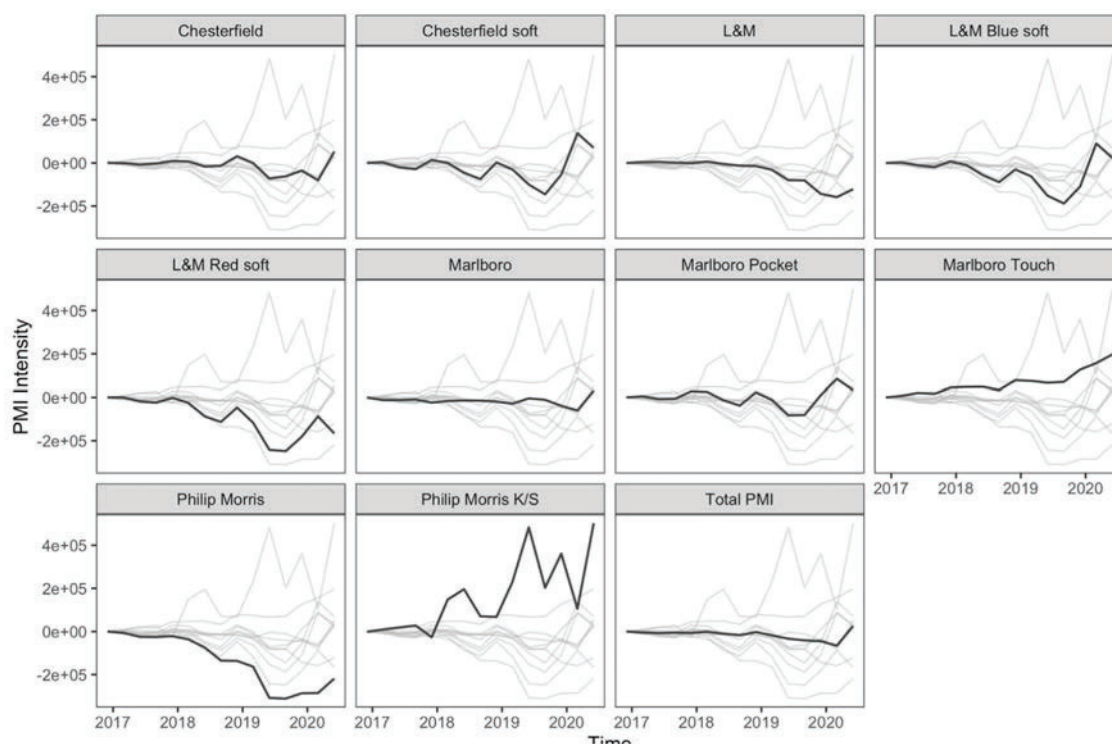 Chesterfield
Chesterfield soft
L&M
L&M Blue soft
4e+05
2e+05
0e+00
-2e+05
L&M Red soft
Marlboro
Marlboro Pocket
Marlboro Touch
4e+05
2e+05
0e+00
-2e+05
PMI Intensity
2017 2018 2019 2020
Philip Morris
Philip Morris K/S
Total PMI
4e+05
2e+05
0e+00
-2e+05
2017 2018 2019 2020
2017 2018 2019 2020
2017 2018 2019 2020
Time